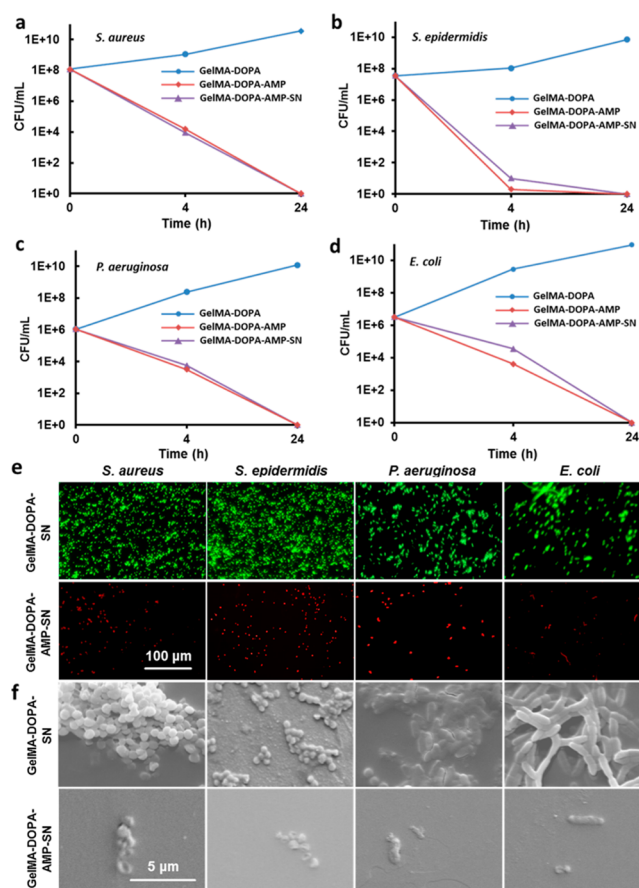 a
S. aureus
1E+10
1E+8
1E+6
1E+4
1E+2
1E+0
CFU/mL
GelMA-DOPA
GelMA-DOPA-AMP
GelMA-DOPA-AMP-SN
0
4
24
Time (h)
b
S. epidermidis
1E+10
1E+8
1E+6
1E+4
1E+2
1E+0
CFU/mL
GelMA-DOPA
GelMA-DOPA-AMP
GelMA-DOPA-AMP-SN
0
4
24
Time (h)
c
P. aeruginosa
1E+10
1E+8
1E+6
1E+4
1E+2
1E+0
CFU/mL
GelMA-DOPA
GelMA-DOPA-AMP
GelMA-DOPA-AMP-SN
0
4
24
Time (h)
d
E. coli
1E+10
1E+8
1E+6
1E+4
1E+2
1E+0
CFU/mL
GelMA-DOPA
GelMA-DOPA-AMP
GelMA-DOPA-AMP-SN
0
4
24
Time (h)
e
S. aureus
S. epidermidis
P. aeruginosa
E. coli
GelMA-DOPA-
SN
GelMA-DOPA-
AMP-SN
100 µm
f
GelMA-DOPA-
SN
GelMA-DOPA-
AMP-SN
5 µm